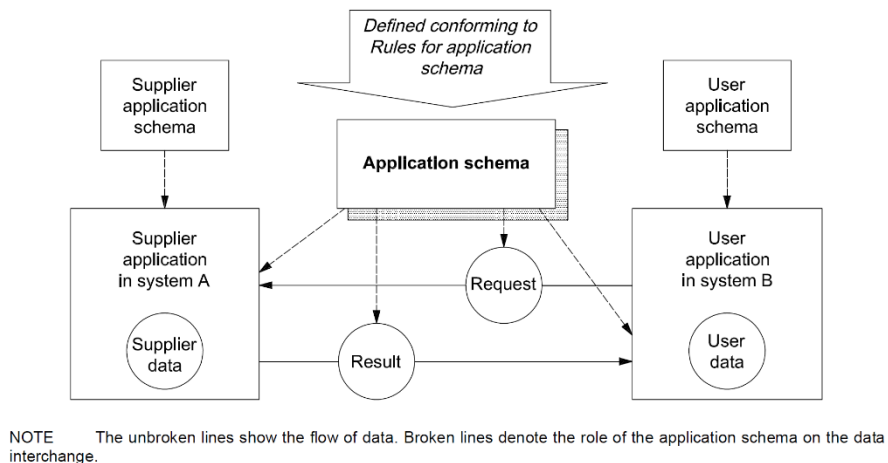 Defined conforming to
Rules for application
schema
Supplier
application
schema
User
application
schema
Application schema
Supplier
application
in system A
User
application
in system B
Request
Supplier
data
Result
User
data
NOTE The unbroken lines show the flow of data. Broken lines denote the role of the application schema on the data
interchange.